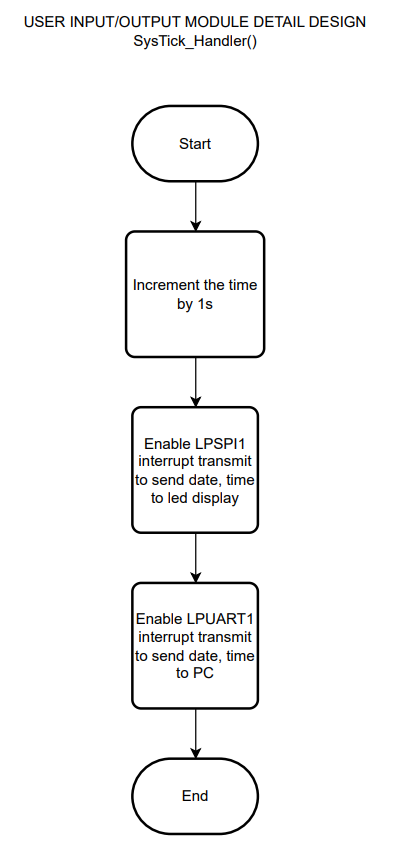 USER INPUT/OUTPUT MODULE DETAIL DESIGN
SysTick_Handler()
Start
Increment the time
by 1s
Enable LPSPI1
interrupt transmit
to send date, time
to led display
Enable LPUART1
interrupt transmit
to send date, time
to PC
End